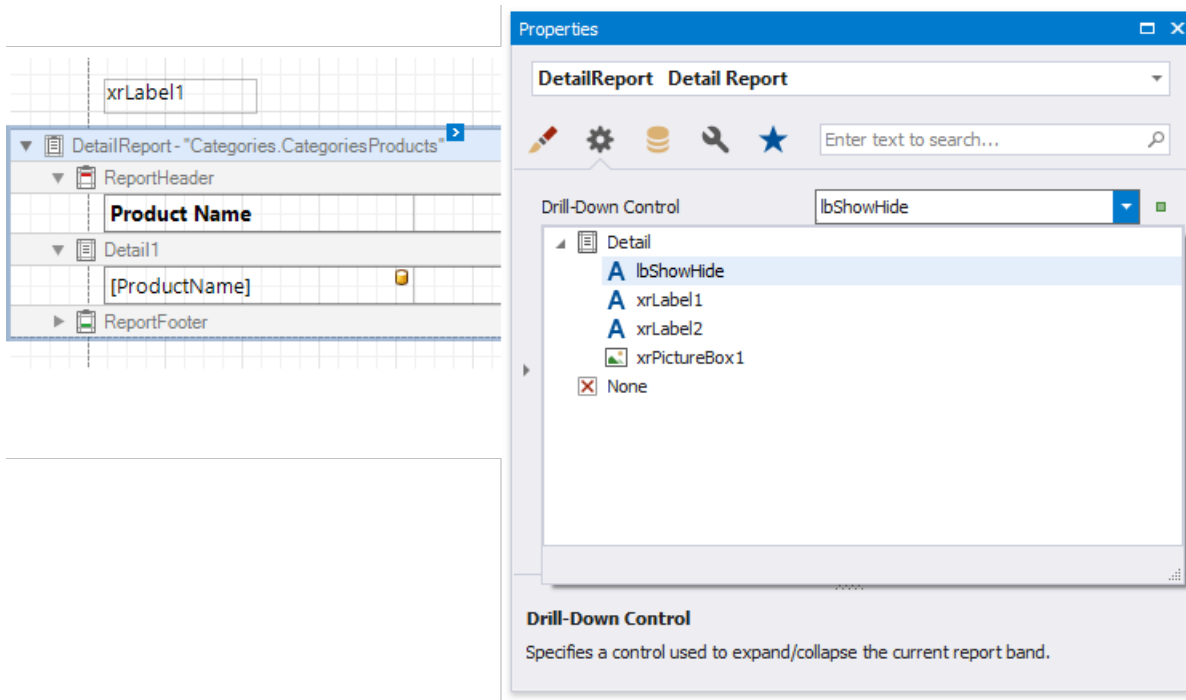 xrLabel1
DetailReport - "Categories.CategoriesProducts"
ReportHeader
Product Name
Detail1
[ProductName]
ReportFooter
Properties
DetailReport Detail Report
Enter text to search...
Drill-Down Control
lbShowHide
Detail
lbShowHide
xrLabel1
xrLabel2
xrPictureBox1
None
Drill-Down Control
Specifies a control used to expand/collapse the current report band.